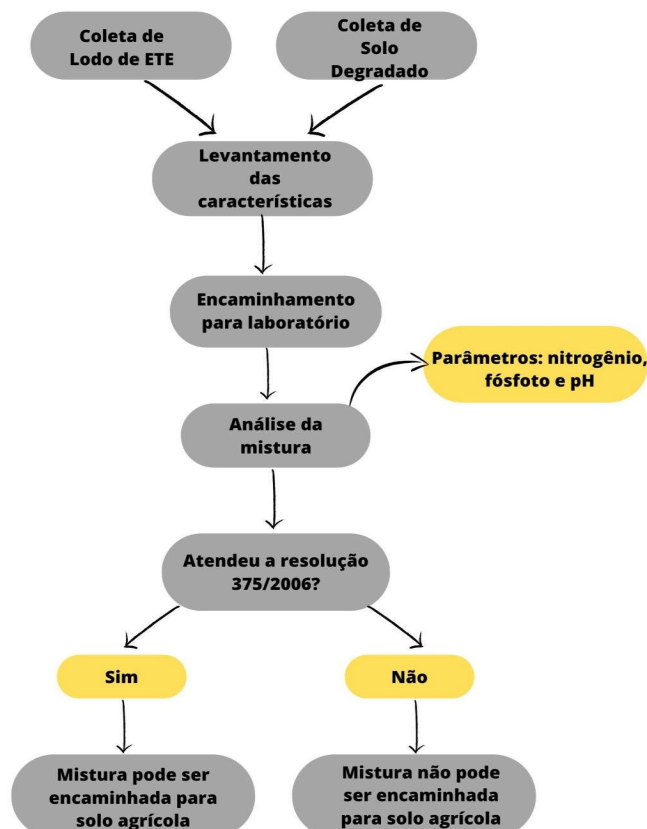 Coleta de
Lodo de ETE
Coleta de
Solo
Degradado
Levantamento
das
características
Encaminhamento
para laboratório
Parâmetros: nitrogênio,
fósfoto e pH
Análise da
mistura
Atendeu a resolução
375/2006?
Sim
Não
Mistura pode ser
encaminhada para
solo agrícola
Mistura não pode
ser encaminhada
para solo agrícola